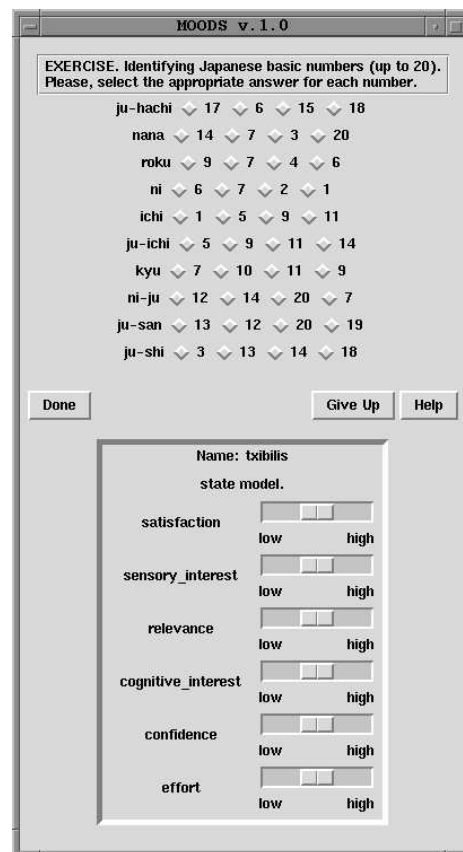 MOODS v.1.0
EXERCISE. Identifying Japanese basic numbers (up to 20).
Please, select the appropriate answer for each number.
ju-hachi 17 6 15 18
nana 14 7 3 20
roku 9 7 4 6
ni 6 7 2 1
ichi 1 5 9 11
ju-ichi 5 9 11 14
kyu 7 10 11 9
ni-ju 12 14 20 7
ju-san 13 12 20 19
ju-shi 3 13 14 18
Done Give Up Help
Name: txibilis
state model.
satisfaction
low high
sensory_interest
low high
relevance
low high
cognitive_interest
low high
confidence
low high
effort
low high